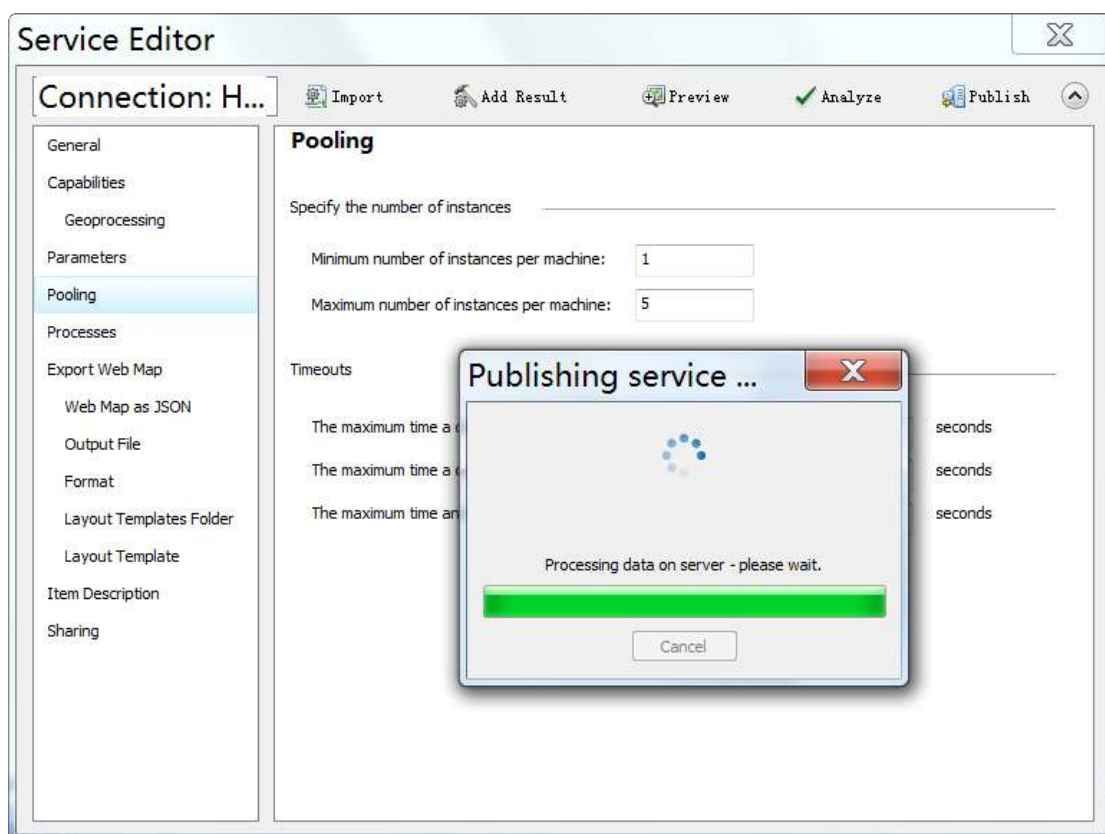 Service Editor
Connection: H... Import Add Result Preview Analyze Publish
General
Capabilities
Geoprocessing
Parameters
Pooling
Processes
Export Web Map
Web Map as JSON
Output File
Format
Layout Templates Folder
Layout Template
Item Description
Sharing
Pooling
Specify the number of instances
Minimum number of instances per machine: 1
Maximum number of instances per machine: 5
Timeouts
The maximum time a seconds
The maximum time a seconds
The maximum time seconds
Publishing service ...
Processing data on server - please wait.
Cancel